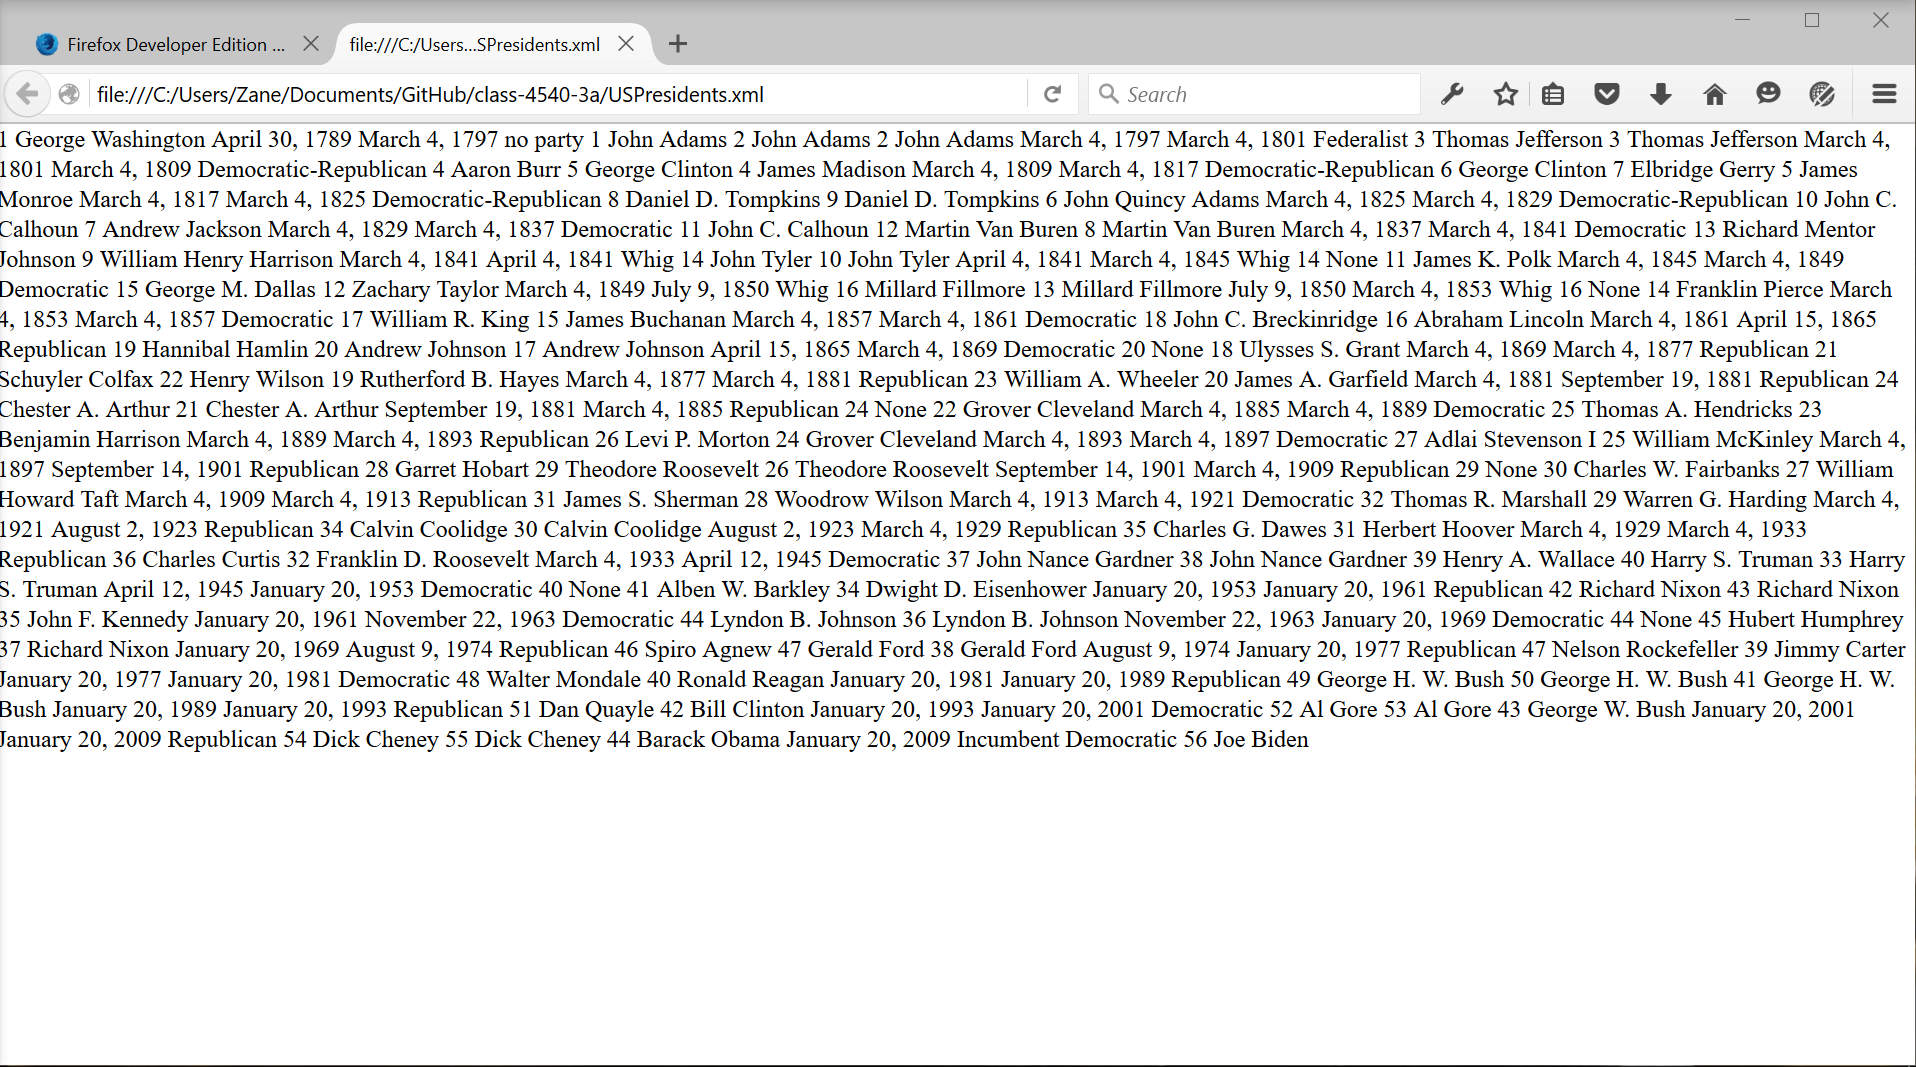 Firefox Developer Edition ...
file:///C:/Users...SPresidents.xml
file:///C:/Users/Zane/Documents/GitHub/class-4540-3a/USPresidents.xml
Search
1 George Washington April 30, 1789 March 4, 1797 no party 1 John Adams 2 John Adams 2 John Adams March 4, 1797 March 4, 1801 Federalist 3 Thomas Jefferson 3 Thomas Jefferson March 4,
1801 March 4, 1809 Democratic-Republican 4 Aaron Burr 5 George Clinton 4 James Madison March 4, 1809 March 4, 1817 Democratic-Republican 6 George Clinton 7 Elbridge Gerry 5 James
Monroe March 4, 1817 March 4, 1825 Democratic-Republican 8 Daniel D. Tompkins 9 Daniel D. Tompkins 6 John Quincy Adams March 4, 1825 March 4, 1829 Democratic-Republican 10 John C.
Calhoun 7 Andrew Jackson March 4, 1829 March 4, 1837 Democratic 11 John C. Calhoun 12 Martin Van Buren 8 Martin Van Buren March 4, 1837 March 4, 1841 Democratic 13 Richard Mentor
Johnson 9 William Henry Harrison March 4, 1841 April 4, 1841 Whig 14 John Tyler 10 John Tyler April 4, 1841 March 4, 1845 Whig 14 None 11 James K. Polk March 4, 1845 March 4, 1849
Democratic 15 George M. Dallas 12 Zachary Taylor March 4, 1849 July 9, 1850 Whig 16 Millard Fillmore 13 Millard Fillmore July 9, 1850 March 4, 1853 Whig 16 None 14 Franklin Pierce March
4, 1853 March 4, 1857 Democratic 17 William R. King 15 James Buchanan March 4, 1857 March 4, 1861 Democratic 18 John C. Breckinridge 16 Abraham Lincoln March 4, 1861 April 15, 1865
Republican 19 Hannibal Hamlin 20 Andrew Johnson 17 Andrew Johnson April 15, 1865 March 4, 1869 Democratic 20 None 18 Ulysses S. Grant March 4, 1869 March 4, 1877 Republican 21
Schuyler Colfax 22 Henry Wilson 19 Rutherford B. Hayes March 4, 1877 March 4, 1881 Republican 23 William A. Wheeler 20 James A. Garfield March 4, 1881 September 19, 1881 Republican 24
Chester A. Arthur 21 Chester A. Arthur September 19, 1881 March 4, 1885 Republican 24 None 22 Grover Cleveland March 4, 1885 March 4, 1889 Democratic 25 Thomas A. Hendricks 23
Benjamin Harrison March 4, 1889 March 4, 1893 Republican 26 Levi P. Morton 24 Grover Cleveland March 4, 1893 March 4, 1897 Democratic 27 Adlai Stevenson I 25 William McKinley March 4,
1897 September 14, 1901 Republican 28 Garret Hobart 29 Theodore Roosevelt 26 Theodore Roosevelt September 14, 1901 March 4, 1909 Republican 29 None 30 Charles W. Fairbanks 27 William
Howard Taft March 4, 1909 March 4, 1913 Republican 31 James S. Sherman 28 Woodrow Wilson March 4, 1913 March 4, 1921 Democratic 32 Thomas R. Marshall 29 Warren G. Harding March 4,
1921 August 2, 1923 Republican 34 Calvin Coolidge 30 Calvin Coolidge August 2, 1923 March 4, 1929 Republican 35 Charles G. Dawes 31 Herbert Hoover March 4, 1929 March 4, 1933
Republican 36 Charles Curtis 32 Franklin D. Roosevelt March 4, 1933 April 12, 1945 Democratic 37 John Nance Gardner 38 John Nance Gardner 39 Henry A. Wallace 40 Harry S. Truman 33 Harry
S. Truman April 12, 1945 January 20, 1953 Democratic 40 None 41 Alben W. Barkley 34 Dwight D. Eisenhower January 20, 1953 January 20, 1961 Republican 42 Richard Nixon 43 Richard Nixon
35 John F. Kennedy January 20, 1961 November 22, 1963 Democratic 44 Lyndon B. Johnson 36 Lyndon B. Johnson November 22, 1963 January 20, 1969 Democratic 44 None 45 Hubert Humphrey
37 Richard Nixon January 20, 1969 August 9, 1974 Republican 46 Spiro Agnew 47 Gerald Ford 38 Gerald Ford August 9, 1974 January 20, 1977 Republican 47 Nelson Rockefeller 39 Jimmy Carter
January 20, 1977 January 20, 1981 Democratic 48 Walter Mondale 40 Ronald Reagan January 20, 1981 January 20, 1989 Republican 49 George H. W. Bush 50 George H. W. Bush 41 George H. W.
Bush January 20, 1989 January 20, 1993 Republican 51 Dan Quayle 42 Bill Clinton January 20, 1993 January 20, 2001 Democratic 52 Al Gore 53 Al Gore 43 George W. Bush January 20, 2001
January 20, 2009 Republican 54 Dick Cheney 55 Dick Cheney 44 Barack Obama January 20, 2009 Incumbent Democratic 56 Joe Biden